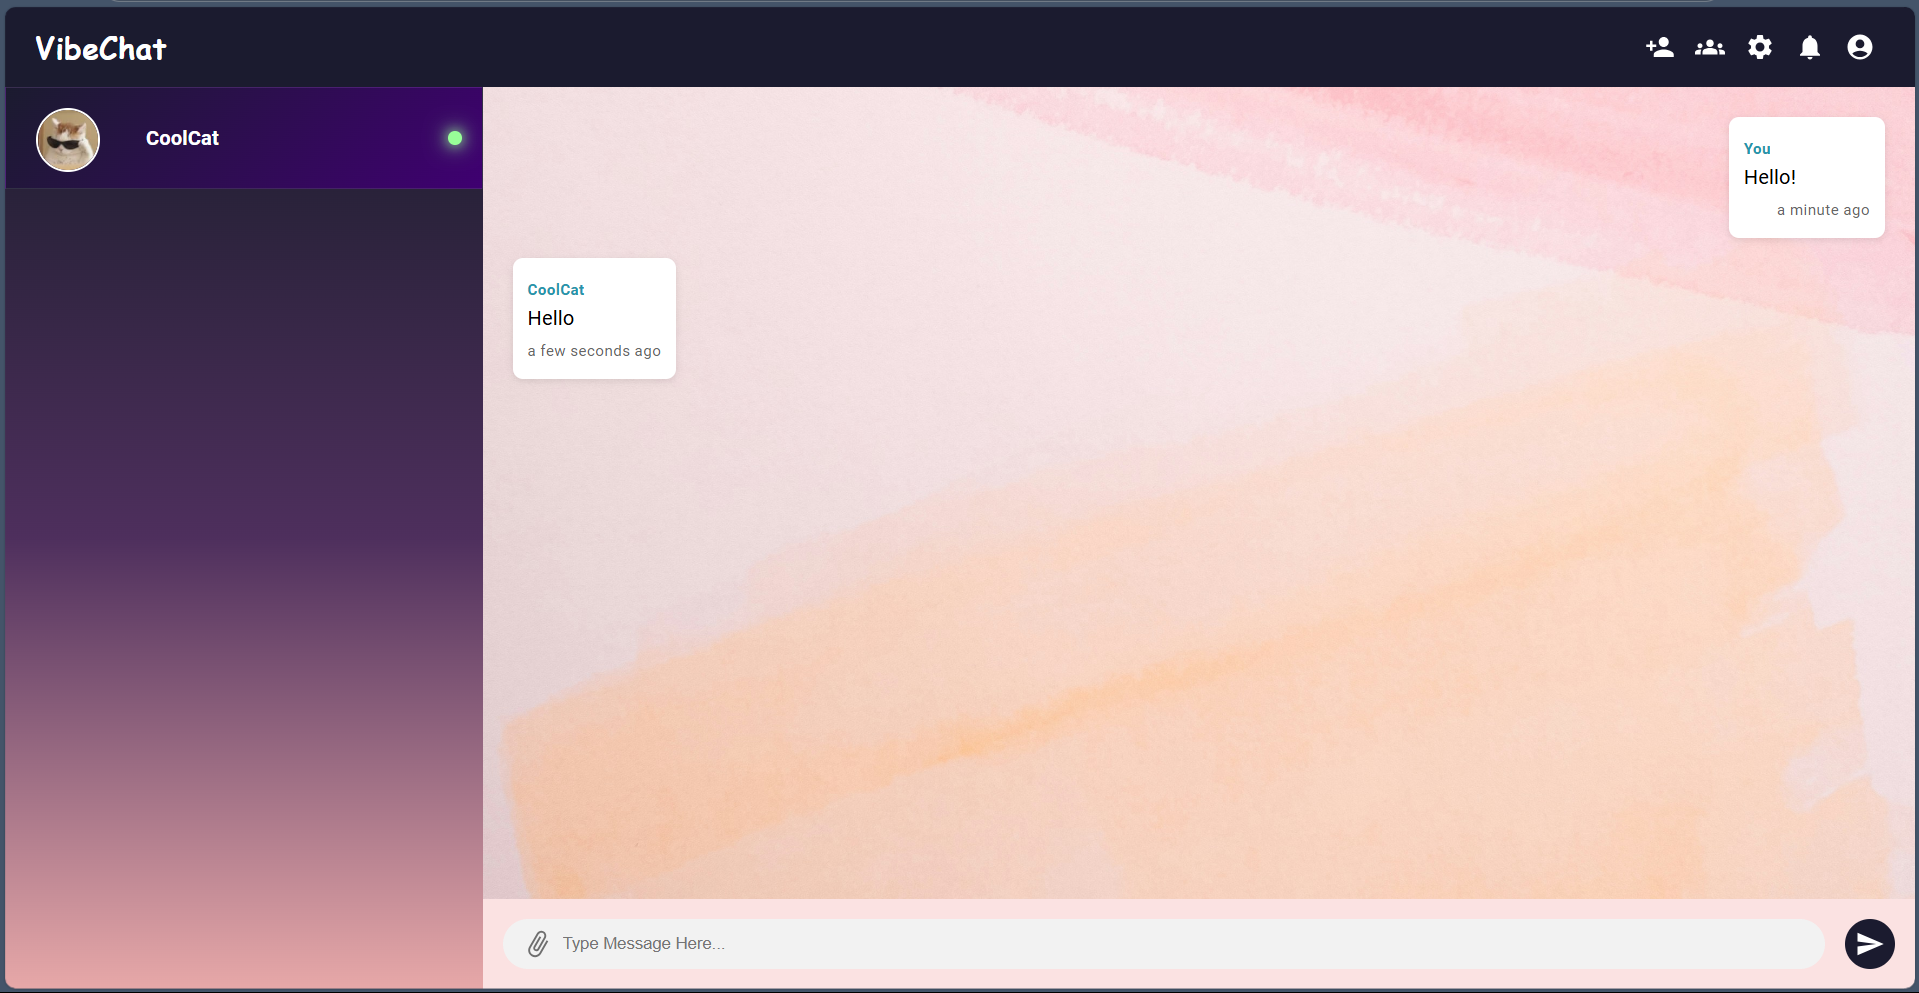 VibeChat
CoolCat
You
Hello!
a minute ago
CoolCat
Hello
a few seconds ago
Type Message Here...